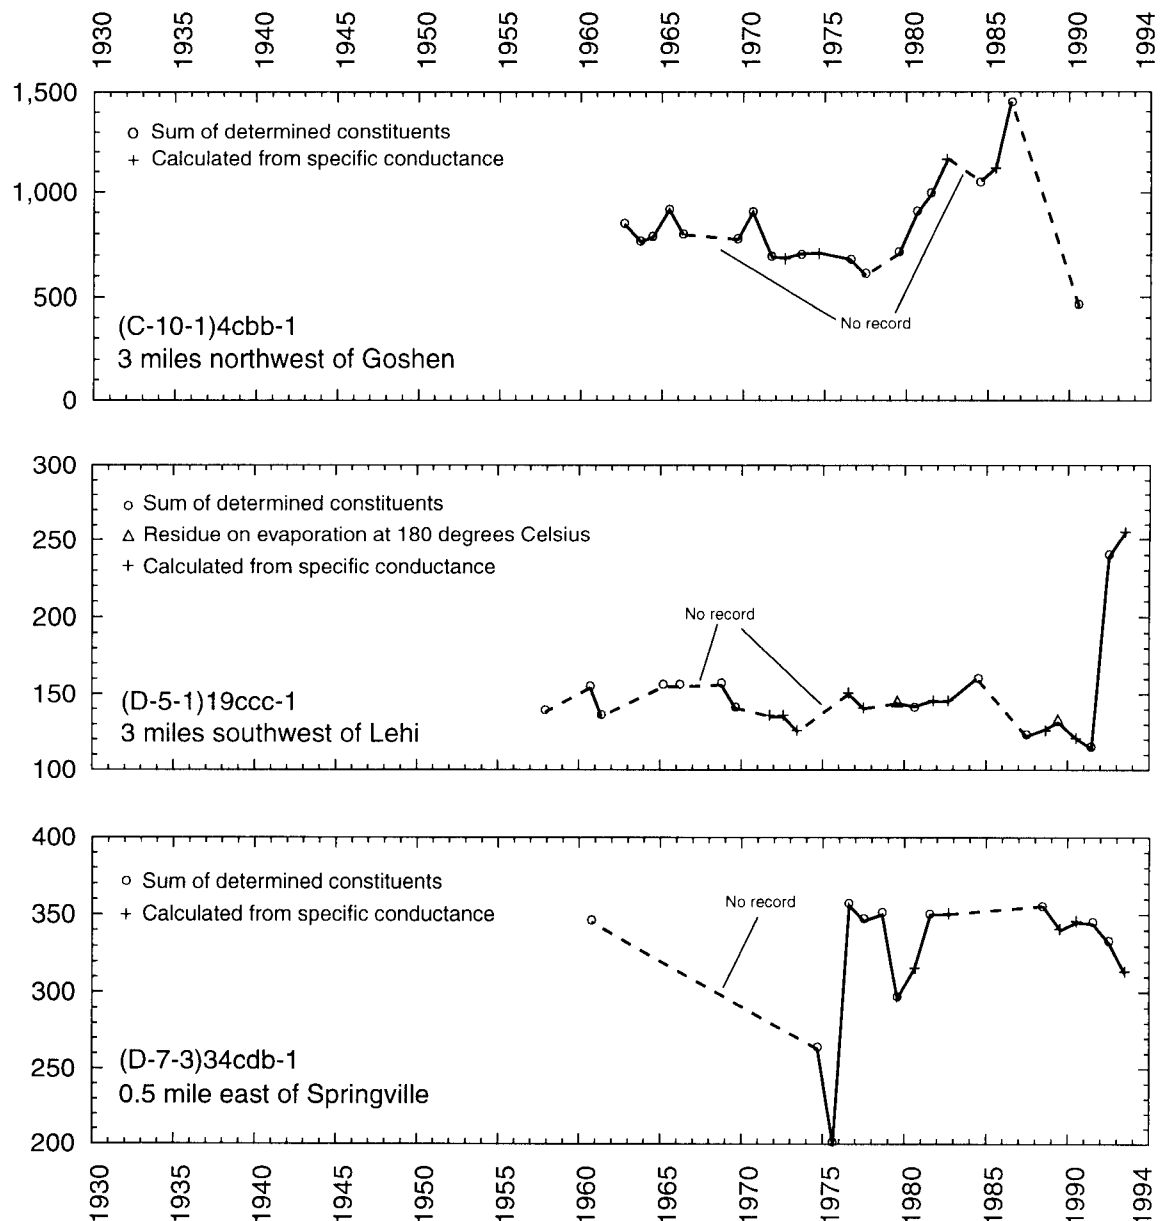 1930 1935 1940 1945 1950 1955 1960 1965 1970 1975 1980 1985 1990 1994
1,500
Sum of determined constituents
Calculated from specific conductance
1,000
500
No record
(C-10-1)4cbb-1
3 miles northwest of Goshen
0
300
Sum of determined constituents
Residue on evaporation at 180 degrees Celsius
250
Calculated from specific conductance
200
No record
150
(D-5-1)19ccc-1
3 miles southwest of Lehi
100
400
Sum of determined constituents
No record
350
Calculated from specific conductance
300
250
(D-7-3)34cdb-1
0.5 mile east of Springville
200
1930 1935 1940 1945 1950 1955 1960 1965 1970 1975 1980 1985 1990 1994